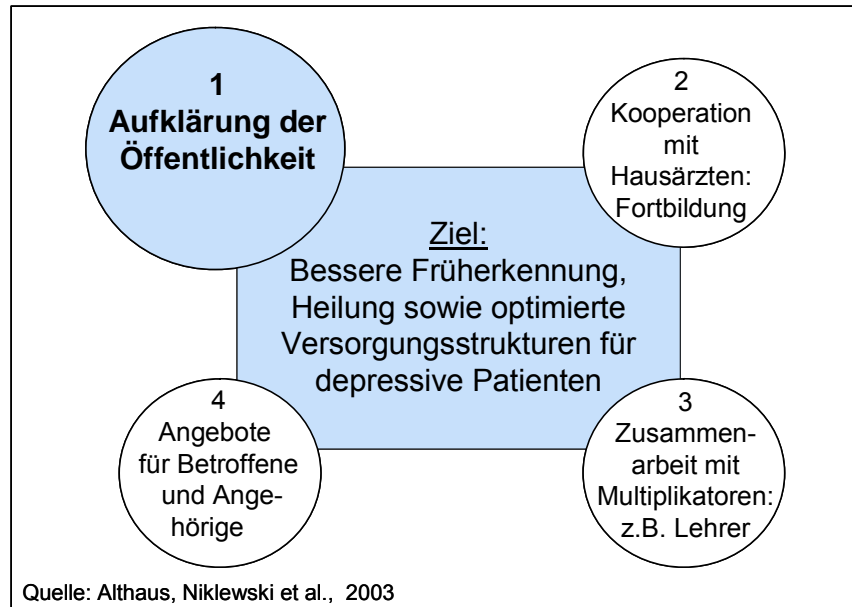 1
Aufklärung der
Öffentlichkeit
2
Kooperation
mit
Hausärzten:
Fortbildung
Ziel:
Bessere Früherkennung,
Heilung sowie optimierte
Versorgungsstrukturen für
depressive Patienten
4
Angebote
für Betroffene
und Ange-
hörige
3
Zusammen-
arbeit mit
Multiplikatoren:
z.B. Lehrer
Quelle: Althaus, Niklewski et al., 2003